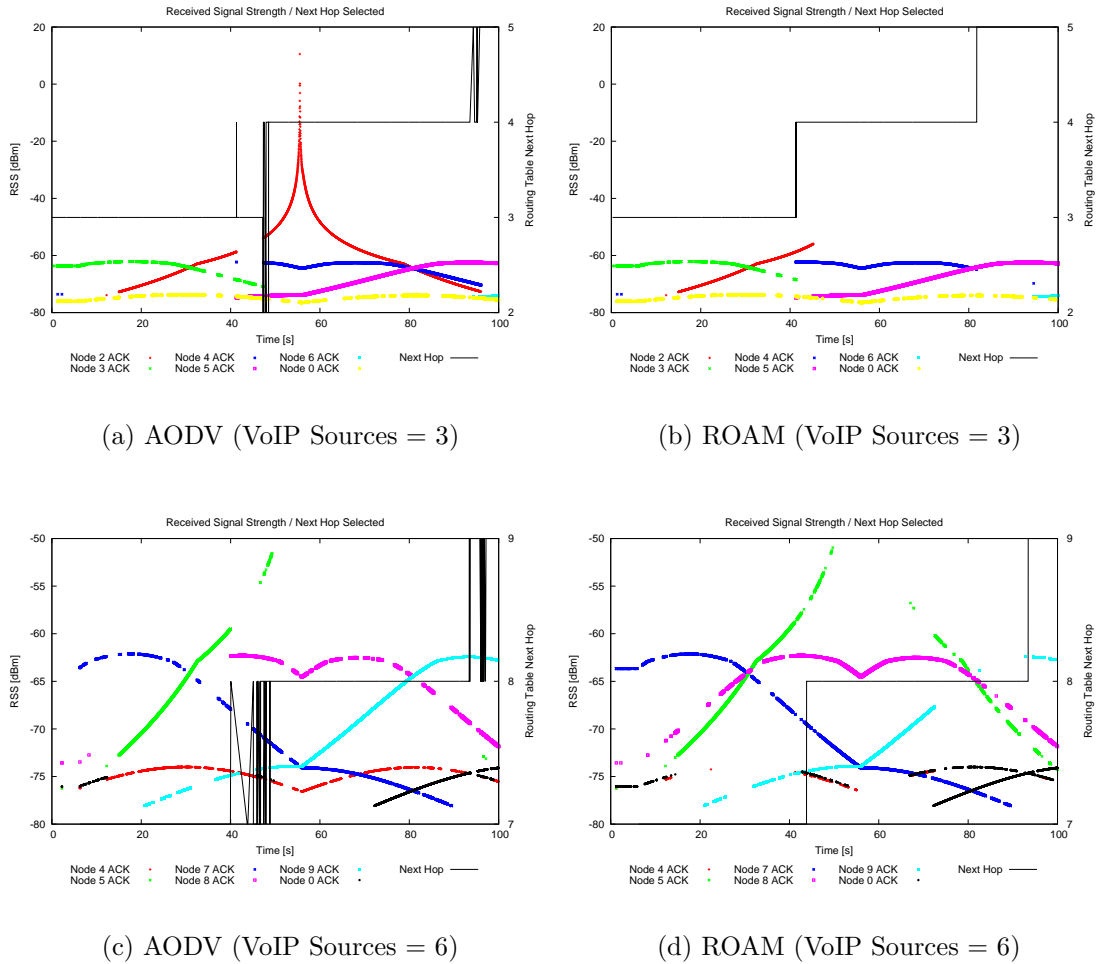 Received Signal Strength / Next Hop Selected
20
0
-20
-40
-60
-80
RSS [dBm]
5
4
3
2
Routing Table Next Hop
0 20 40 60 80 100
Time [s]
Node 2 ACK Node 4 ACK Node 6 ACK Next Hop
Node 3 ACK Node 5 ACK Node 0 ACK
(a) AODV (VoIP Sources = 3)
Received Signal Strength / Next Hop Selected
20
0
-20
-40
-60
-80
RSS [dBm]
5
4
3
2
Routing Table Next Hop
0 20 40 60 80 100
Time [s]
Node 2 ACK Node 4 ACK Node 6 ACK Next Hop
Node 3 ACK Node 5 ACK Node 0 ACK
(b) ROAM (VoIP Sources = 3)
Received Signal Strength / Next Hop Selected
-50
-55
-60
-65
-70
-75
-80
RSS [dBm]
9
8
7
Routing Table Next Hop
0 20 40 60 80 100
Time [s]
Node 4 ACK Node 7 ACK Node 9 ACK Next Hop
Node 5 ACK Node 8 ACK Node 0 ACK
(c) AODV (VoIP Sources = 6)
Received Signal Strength / Next Hop Selected
-50
-55
-60
-65
-70
-75
-80
RSS [dBm]
9
8
7
Routing Table Next Hop
0 20 40 60 80 100
Time [s]
Node 4 ACK Node 7 ACK Node 9 ACK Next Hop
Node 5 ACK Node 8 ACK Node 0 ACK
(d) ROAM (VoIP Sources = 6)